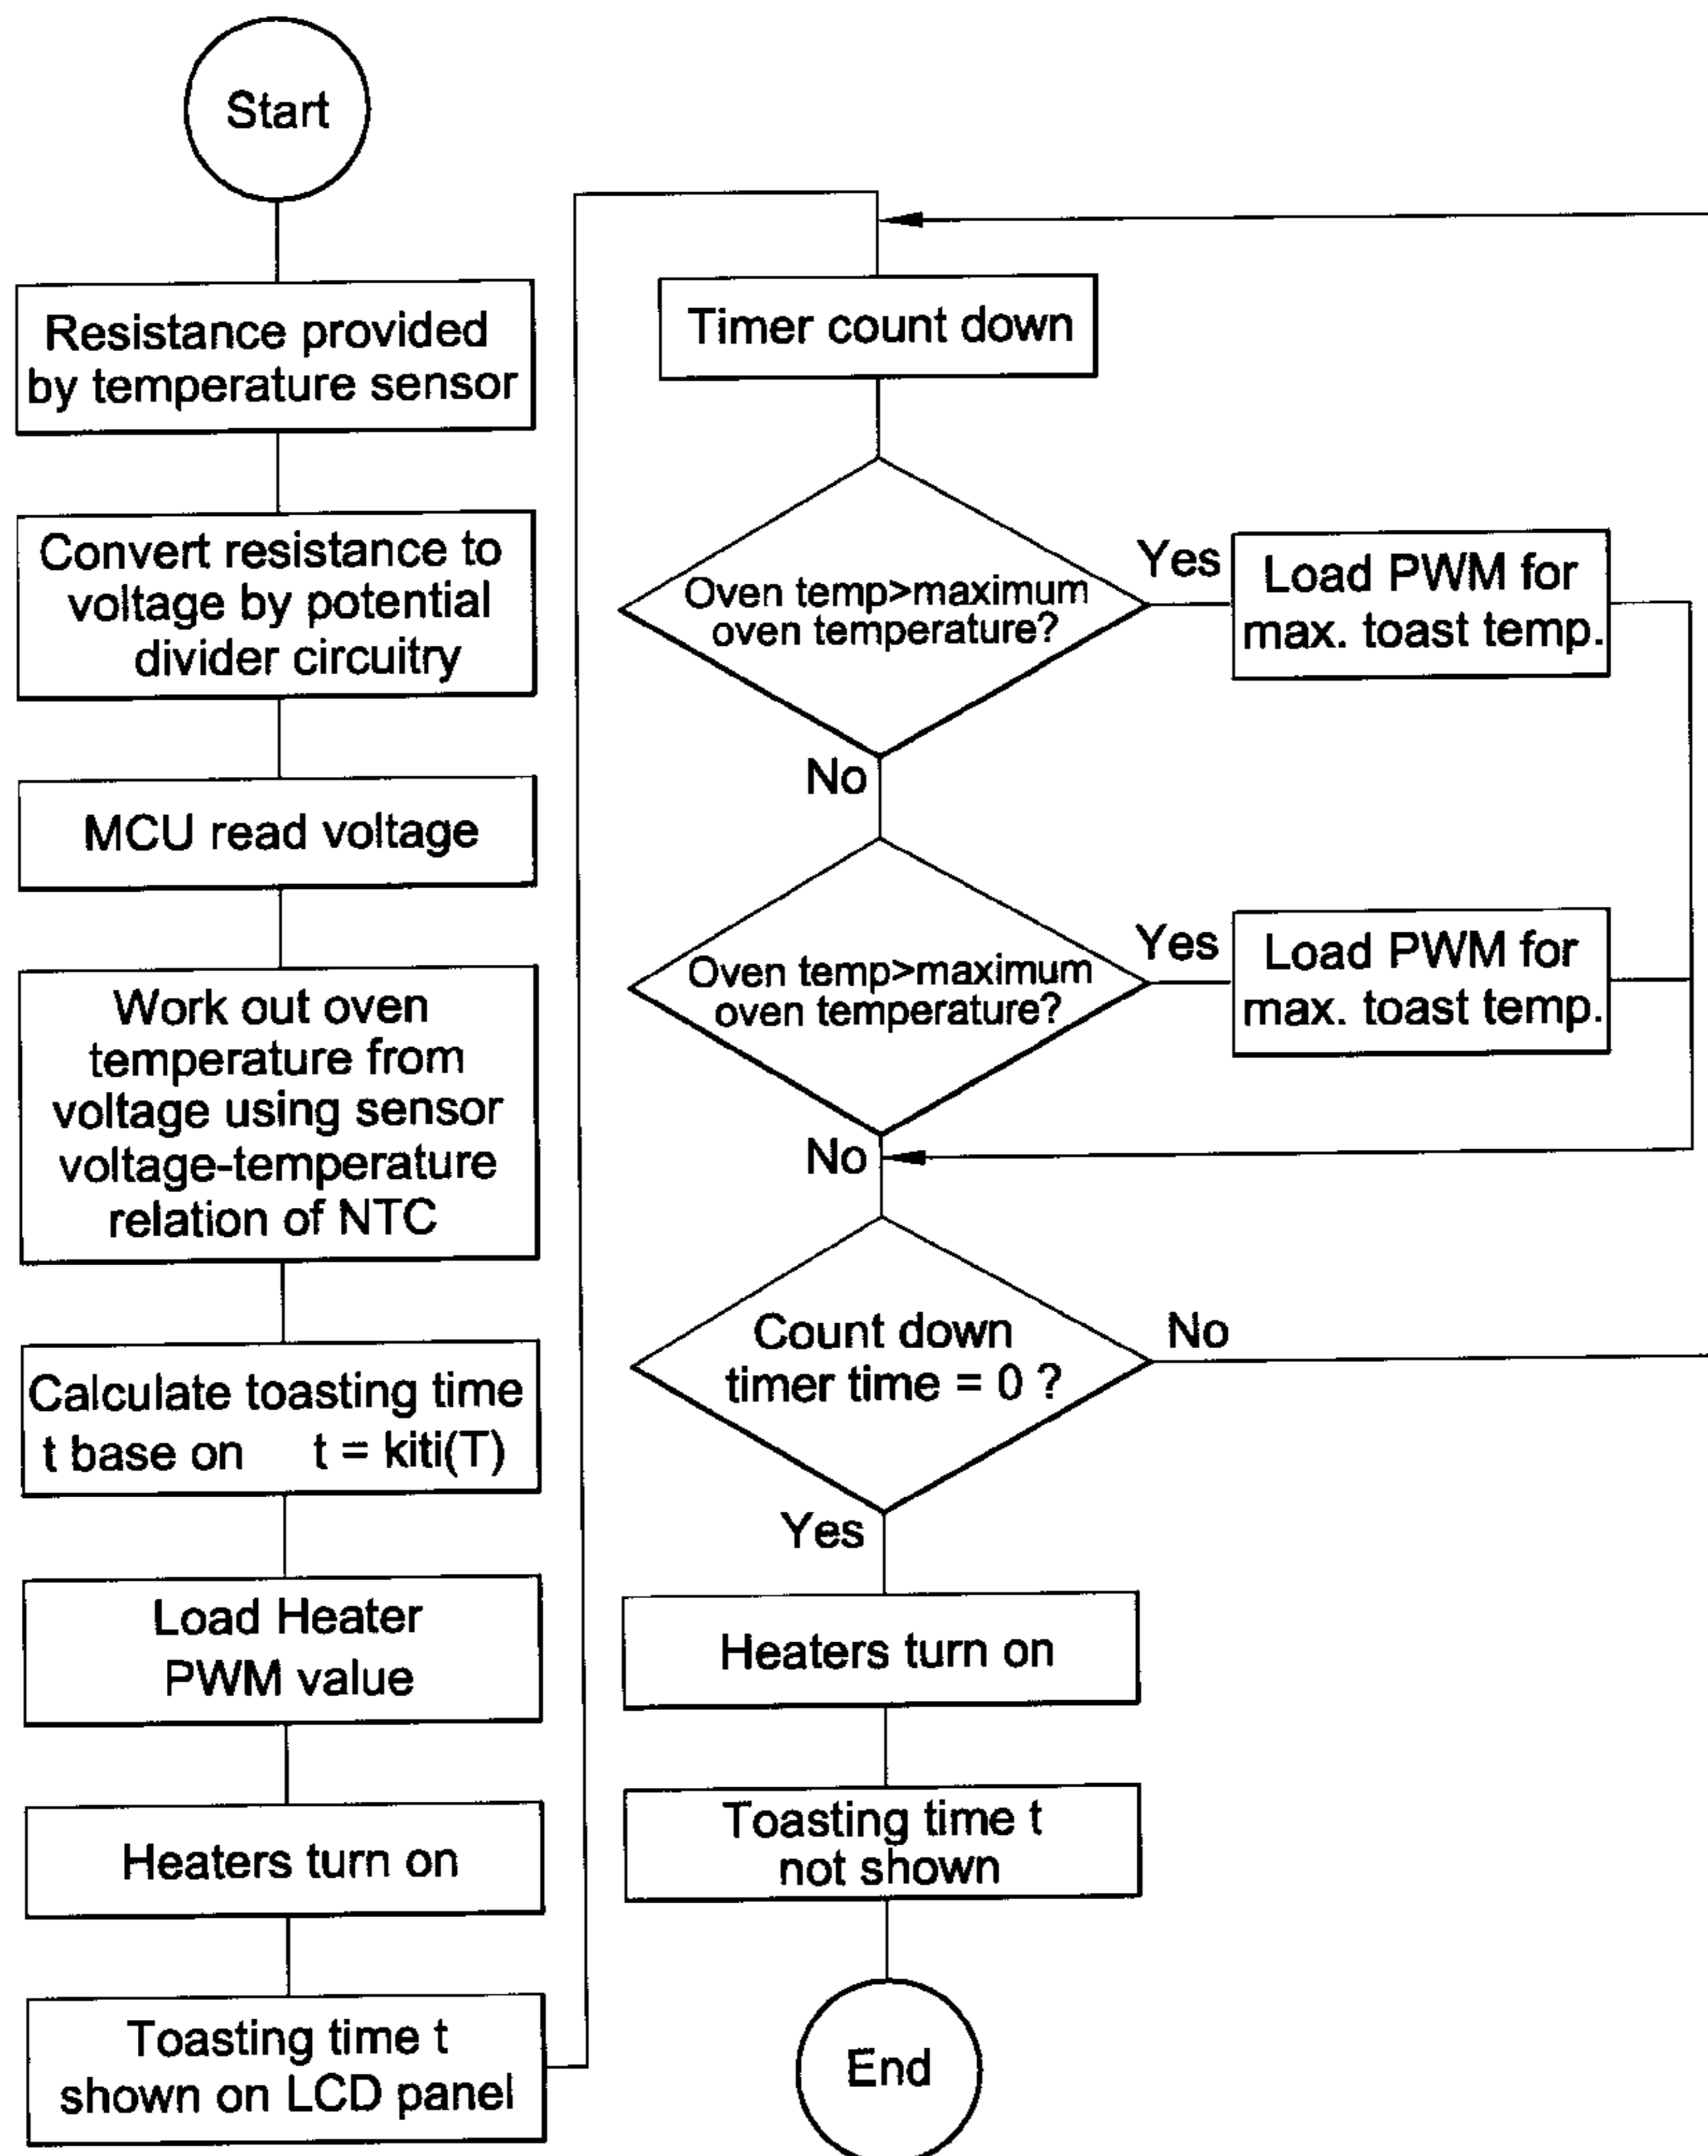 Start
Resistance provided
by temperature sensor
Convert resistance to
voltage by potential
divider circuitry
MCU read voltage
Work out oven
temperature from
voltage using sensor
voltage-temperature
relation of NTC
Calculate toasting time
t base on t = kiti(T)
Load Heater
PWM value
Heaters turn on
Toasting time t
shown on LCD panel
Timer count down
Oven temp>maximum
oven temperature?
Yes
Load PWM for
max. toast temp.
No
Oven temp>maximum
oven temperature?
Yes
Load PWM for
max. toast temp.
No
Count down
timer time = 0 ?
No
Yes
Heaters turn on
Toasting time t
not shown
End